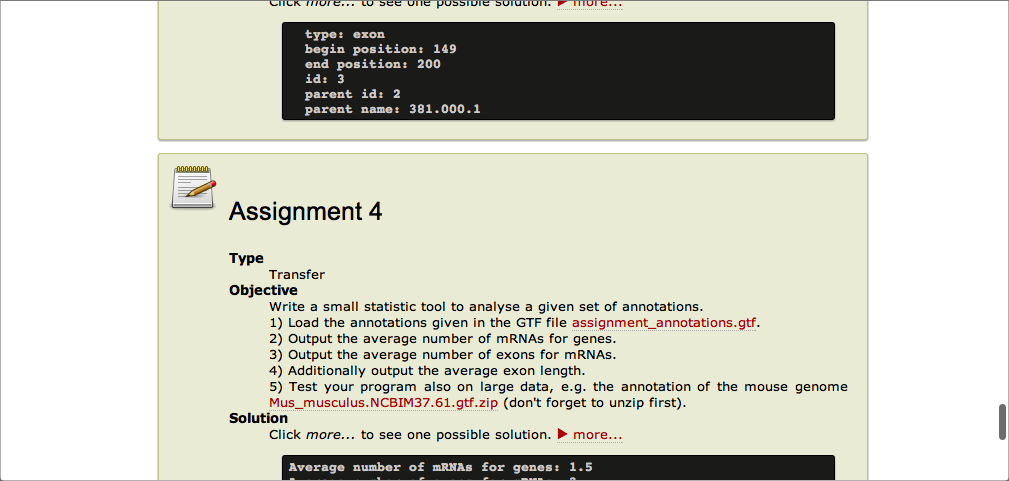 Click more... to see one possible solution. ▶ more...
type: exon
begin position: 149
end position: 200
id: 3
parent id: 2
parent name: 381.000.1
Assignment 4
Type
Transfer
Objective
Write a small statistic tool to analyse a given set of annotations.
1) Load the annotations given in the GTF file assignment_annotations.gtf.
2) Output the average number of mRNAs for genes.
3) Output the average number of exons for mRNAs.
4) Additionally output the average exon length.
5) Test your program also on large data, e.g. the annotation of the mouse genome
Mus_musculus.NCBIM37.61.gtf.zip (don't forget to unzip first).
Solution
Click more... to see one possible solution. ▶ more...
Average number of mRNAs for genes: 1.5